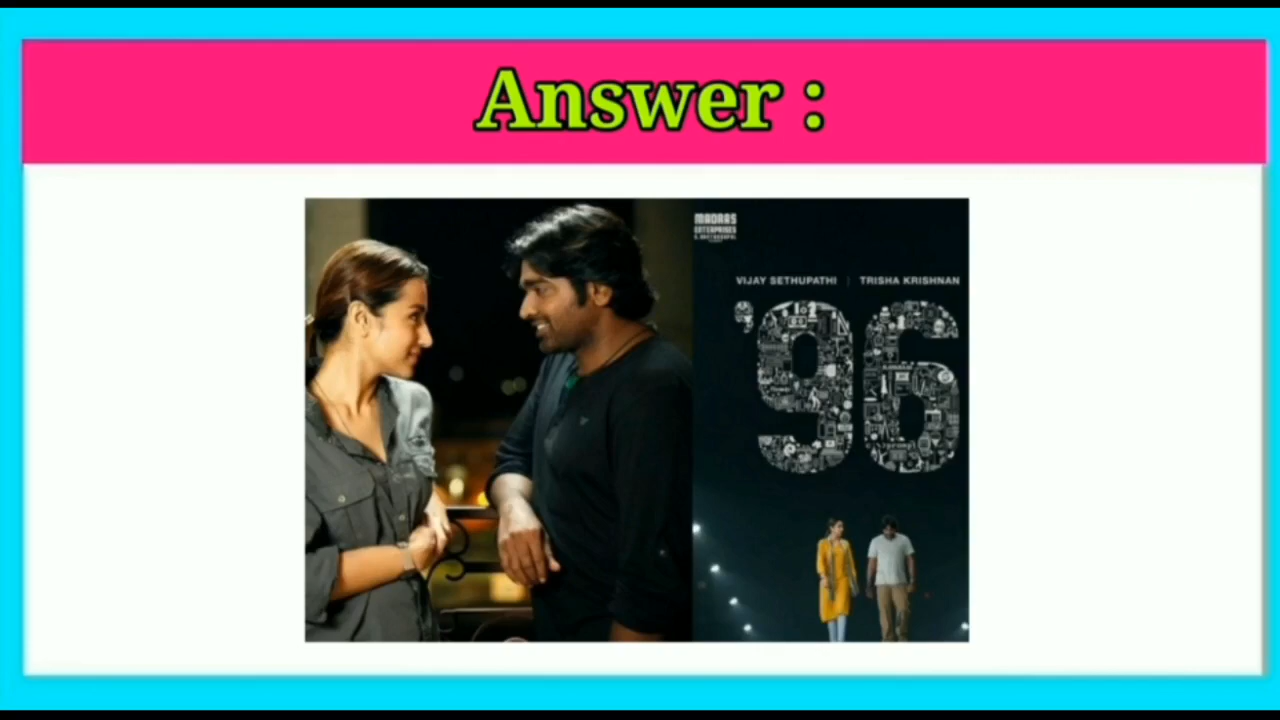 Answer :
MADRAS
ENTERPRISES
VIJAY SETHUPATHI | TRISHA KRISHNAN
'96